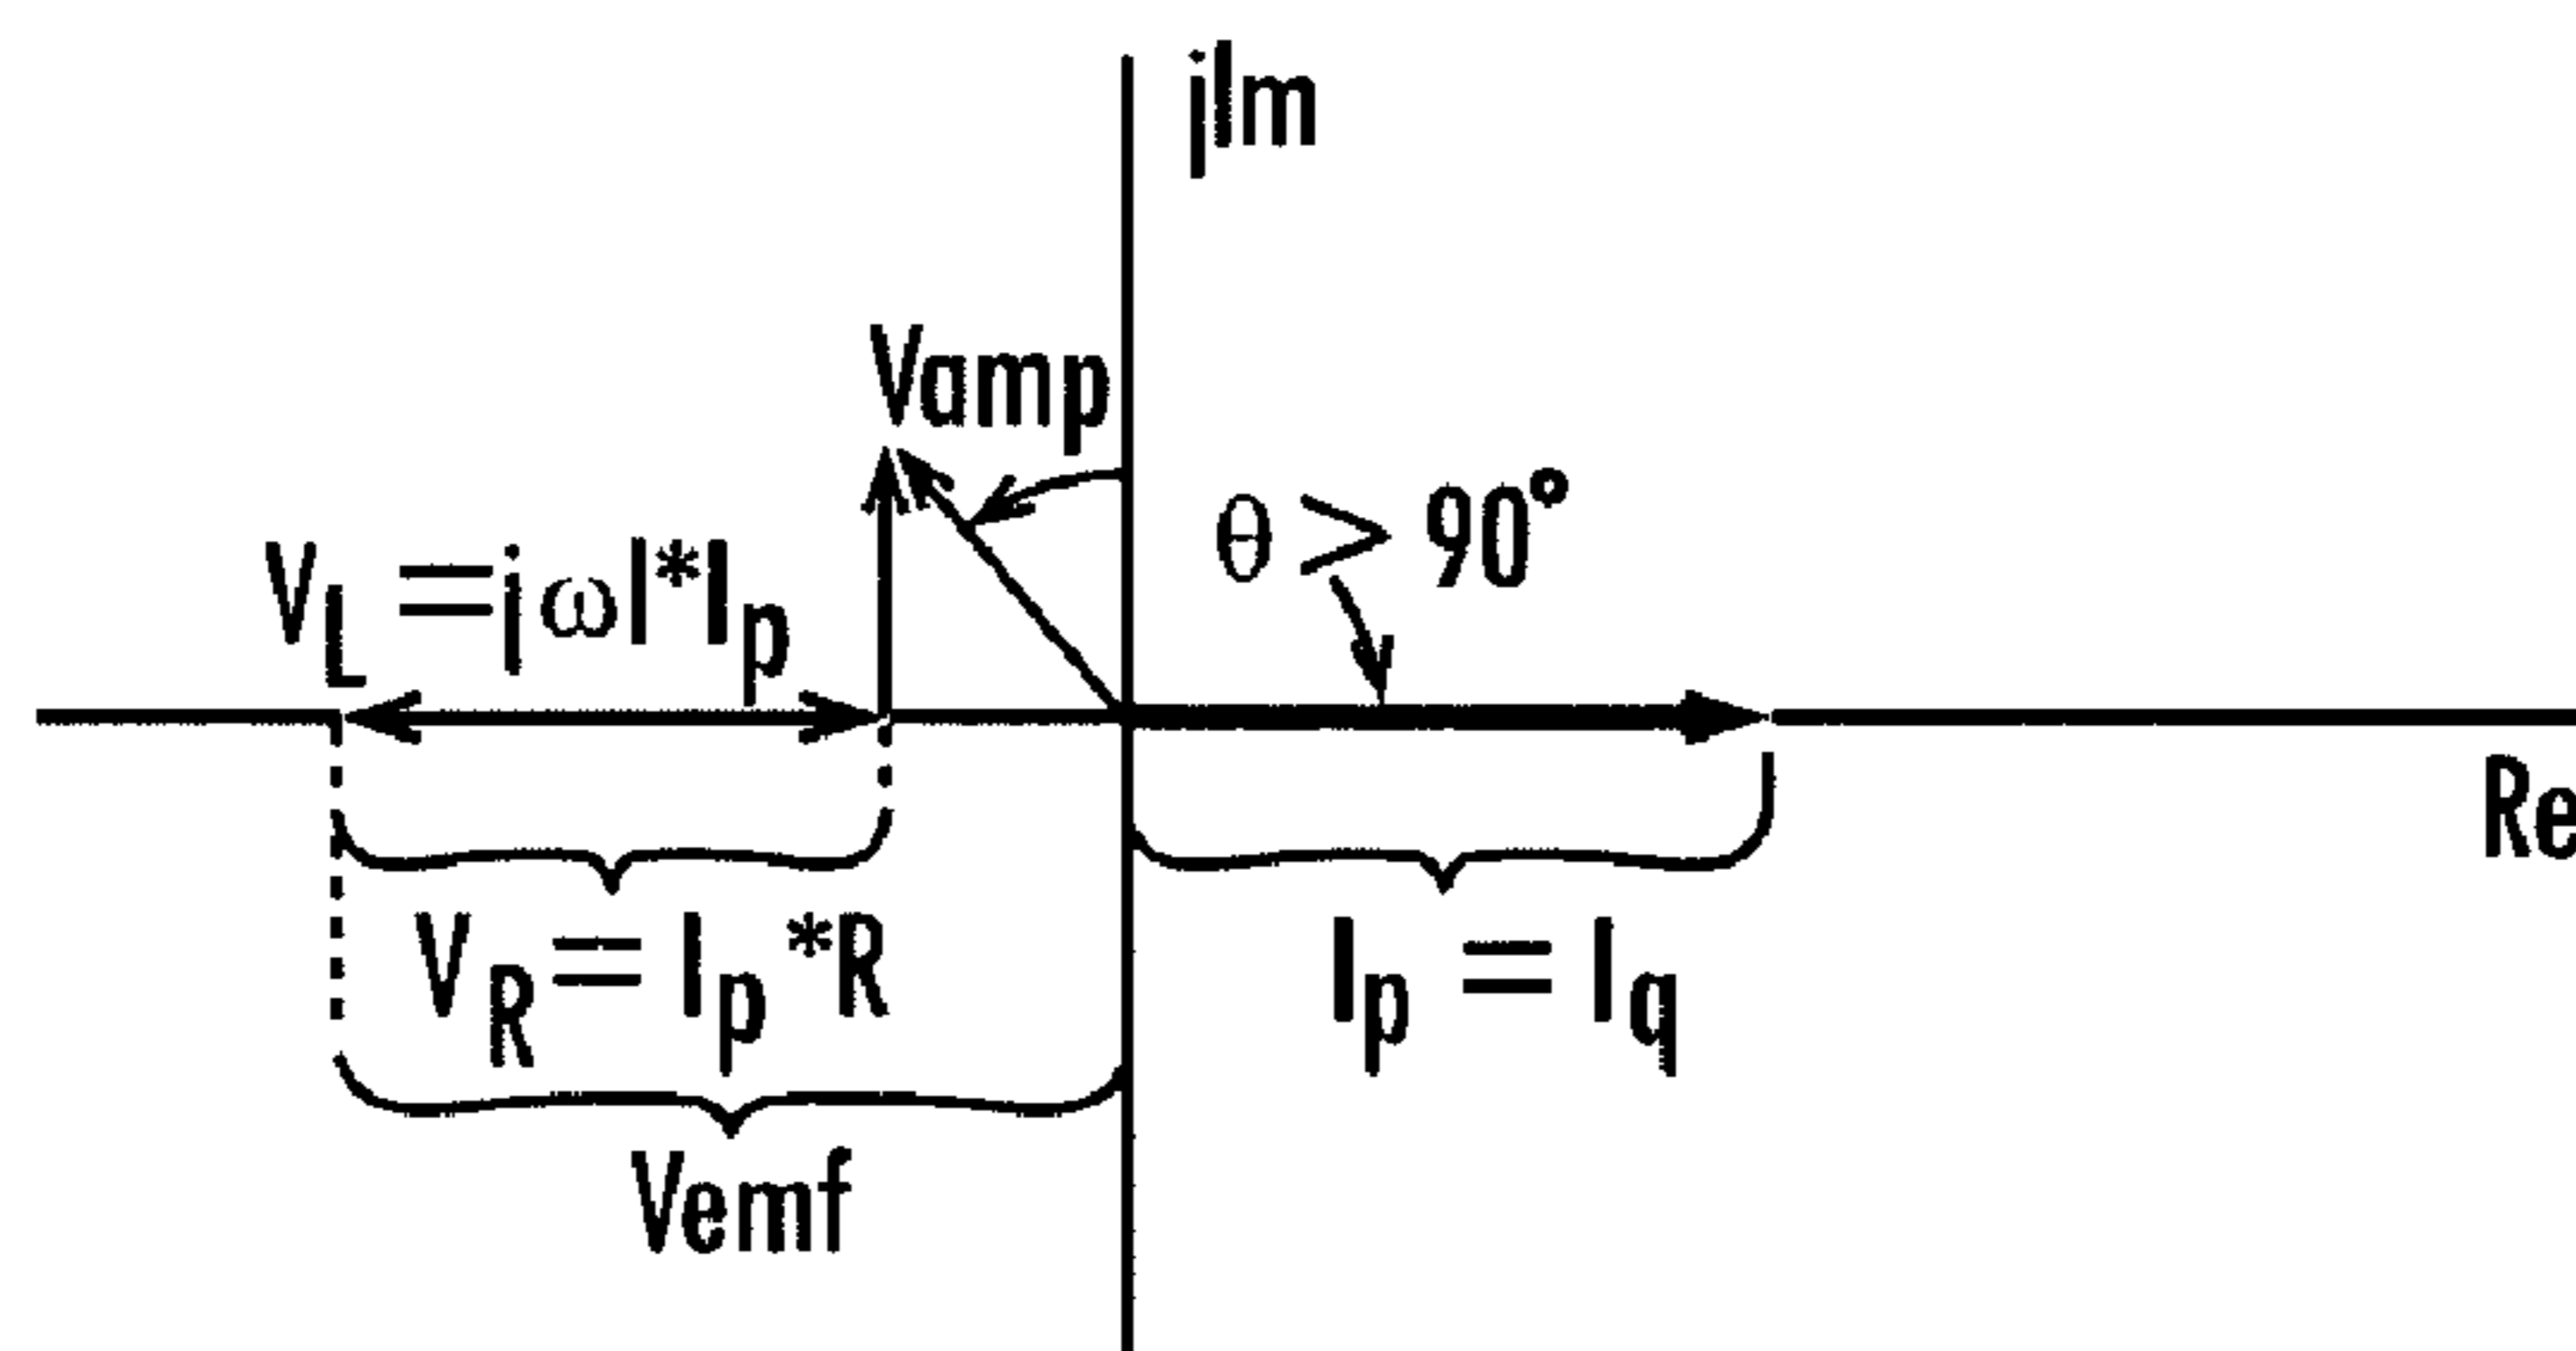 jIm
Vamp
θ > 90°
V_L = jωl*I_p
Re
V_R = I_p*R
I_p = I_q
Vemf